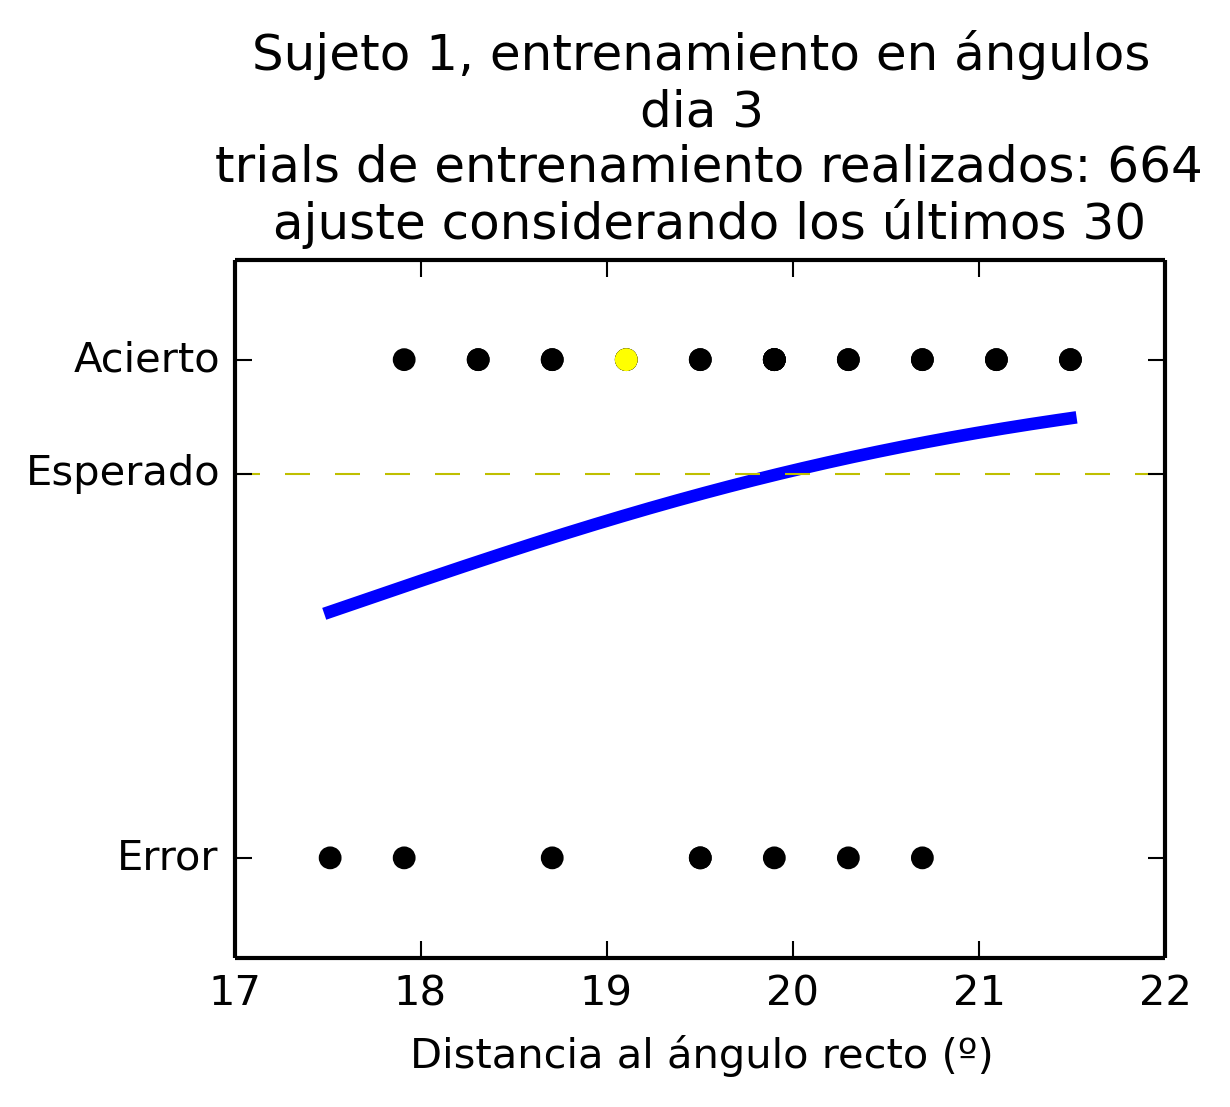 Sujeto 1, entrenamiento en ángulos
dia 3
trials de entrenamiento realizados: 664
ajuste considerando los últimos 30
Acierto
Esperado
Error
17 18 19 20 21 22
Distancia al ángulo recto (º)